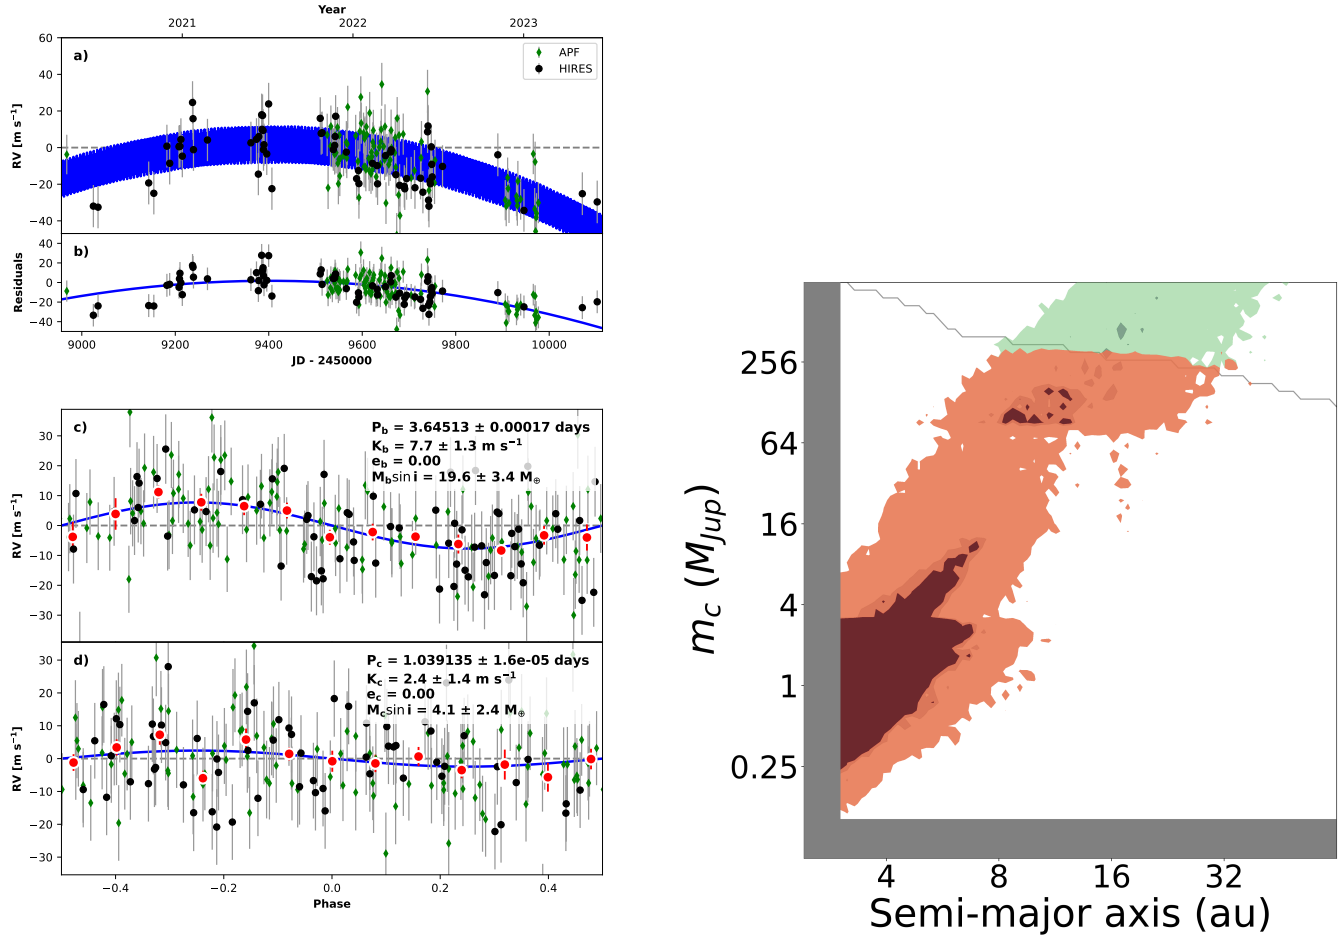 Year
2021 2022 2023
60
40
20
0
−20
−40
RV [m s⁻¹]
a)
APF
HIRES
40
20
0
−20
−40
Residuals
b)
9000 9200 9400 9600 9800 10000
JD - 2450000
30
20
10
0
−10
−20
−30
RV [m s⁻¹]
c)
P_b = 3.64513 ± 0.00017 days
K_b = 7.7 ± 1.3 m s⁻¹
e_b = 0.00
M_b sin i = 19.6 ± 3.4 M⊕
30
20
10
0
−10
−20
−30
RV [m s⁻¹]
d)
P_c = 1.039135 ± 1.6e-05 days
K_c = 2.4 ± 1.4 m s⁻¹
e_c = 0.00
M_c sin i = 4.1 ± 2.4 M⊕
−0.4 −0.2 0.0 0.2 0.4
Phase
256
64
16
4
1
0.25
m_c (M_Jup)
4 8 16 32
Semi-major axis (au)